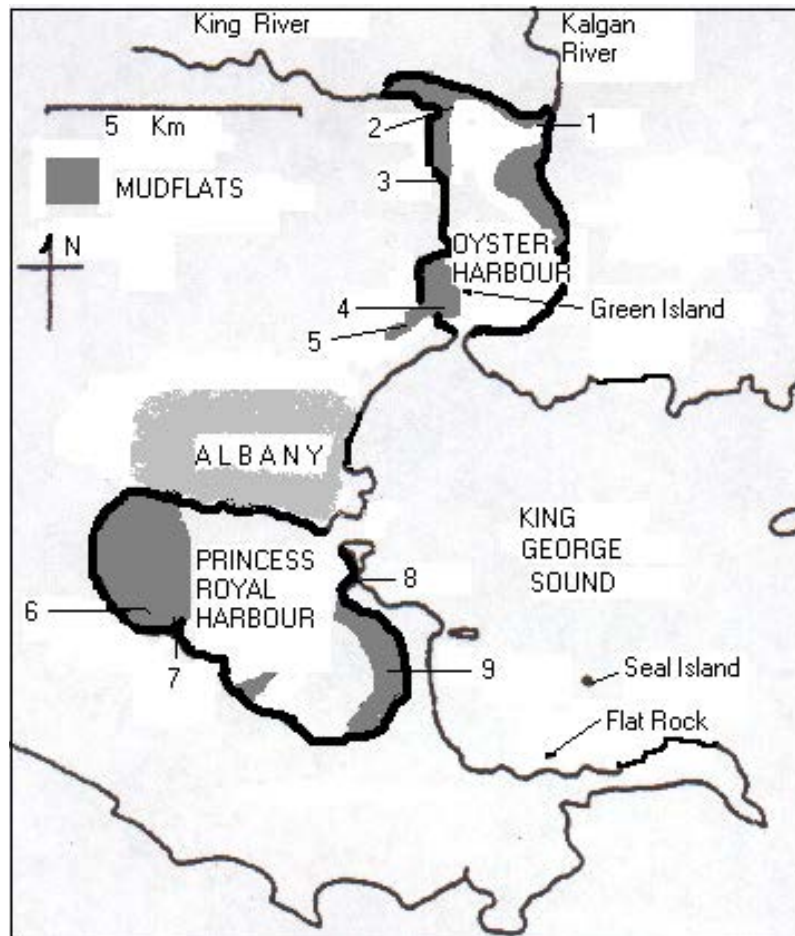 King River
Kalgan
River
5 Km
2
1
MUDFLATS
3
N
OYSTER
HARBOUR
Green Island
4
5
ALBANY
KING
GEORGE
SOUND
PRINCESS
ROYAL
HARBOUR
8
6
7
9
Seal Island
Flat Rock